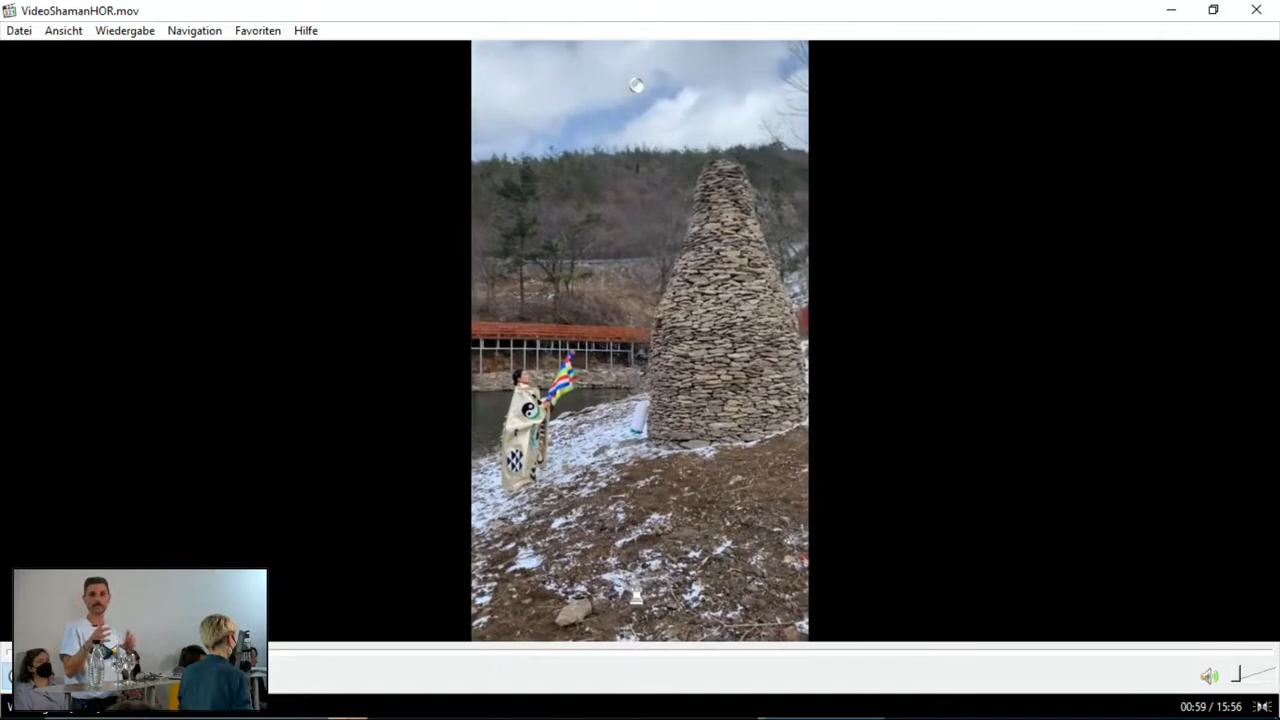 VideoShamanHOR.mov
Datei Ansicht Wiedergabe Navigation Favoriten Hilfe
00:59 / 15:56